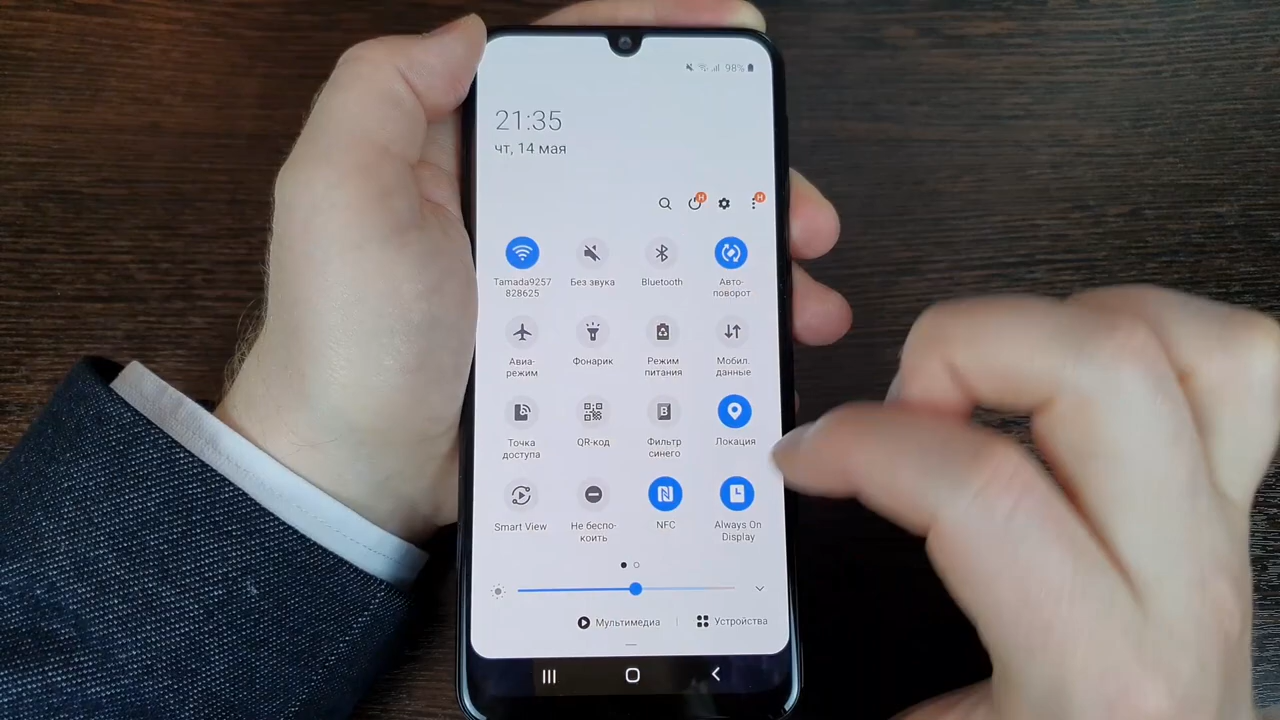 98%
21:35
чт, 14 мая
Н Н
Tamada9257 Без звука Bluetooth Авто-
828625 поворот
Авиа- Фонарик Режим Мобил.
режим питания данные
B
Точка QR-код Фильтр Локация
доступа синего
Smart View Не беспо- NFC Always On
коить Display
Мультимедиа | Устройства